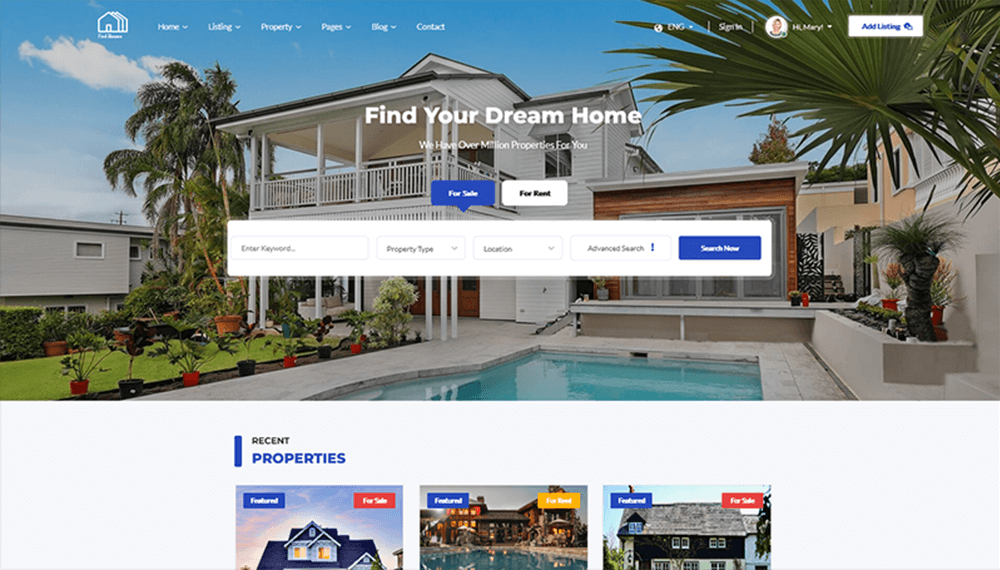 Home Listing Property Pages Blog Contact ENG Sign In Hi, Mary! Add Listing
Find Houses
Find Your Dream Home
We Have Over Million Properties For You
For Sale For Rent
Enter Keyword... Property Type Location Advanced Search Search Now
RECENT
PROPERTIES
Featured For Sale Featured For Rent Featured For Sale